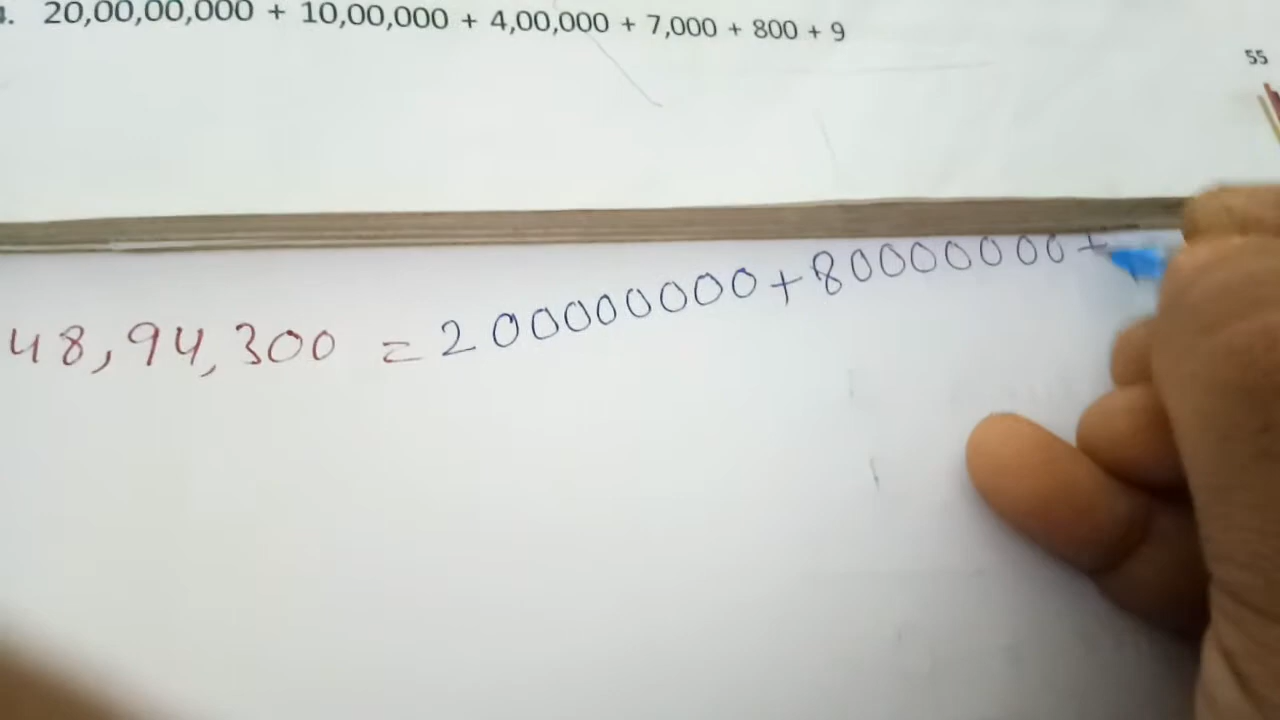 . 20,00,00,000 + 10,00,000 + 4,00,000 + 7,000 + 800 + 9
55
48,94,300 = 200000000+80000000+